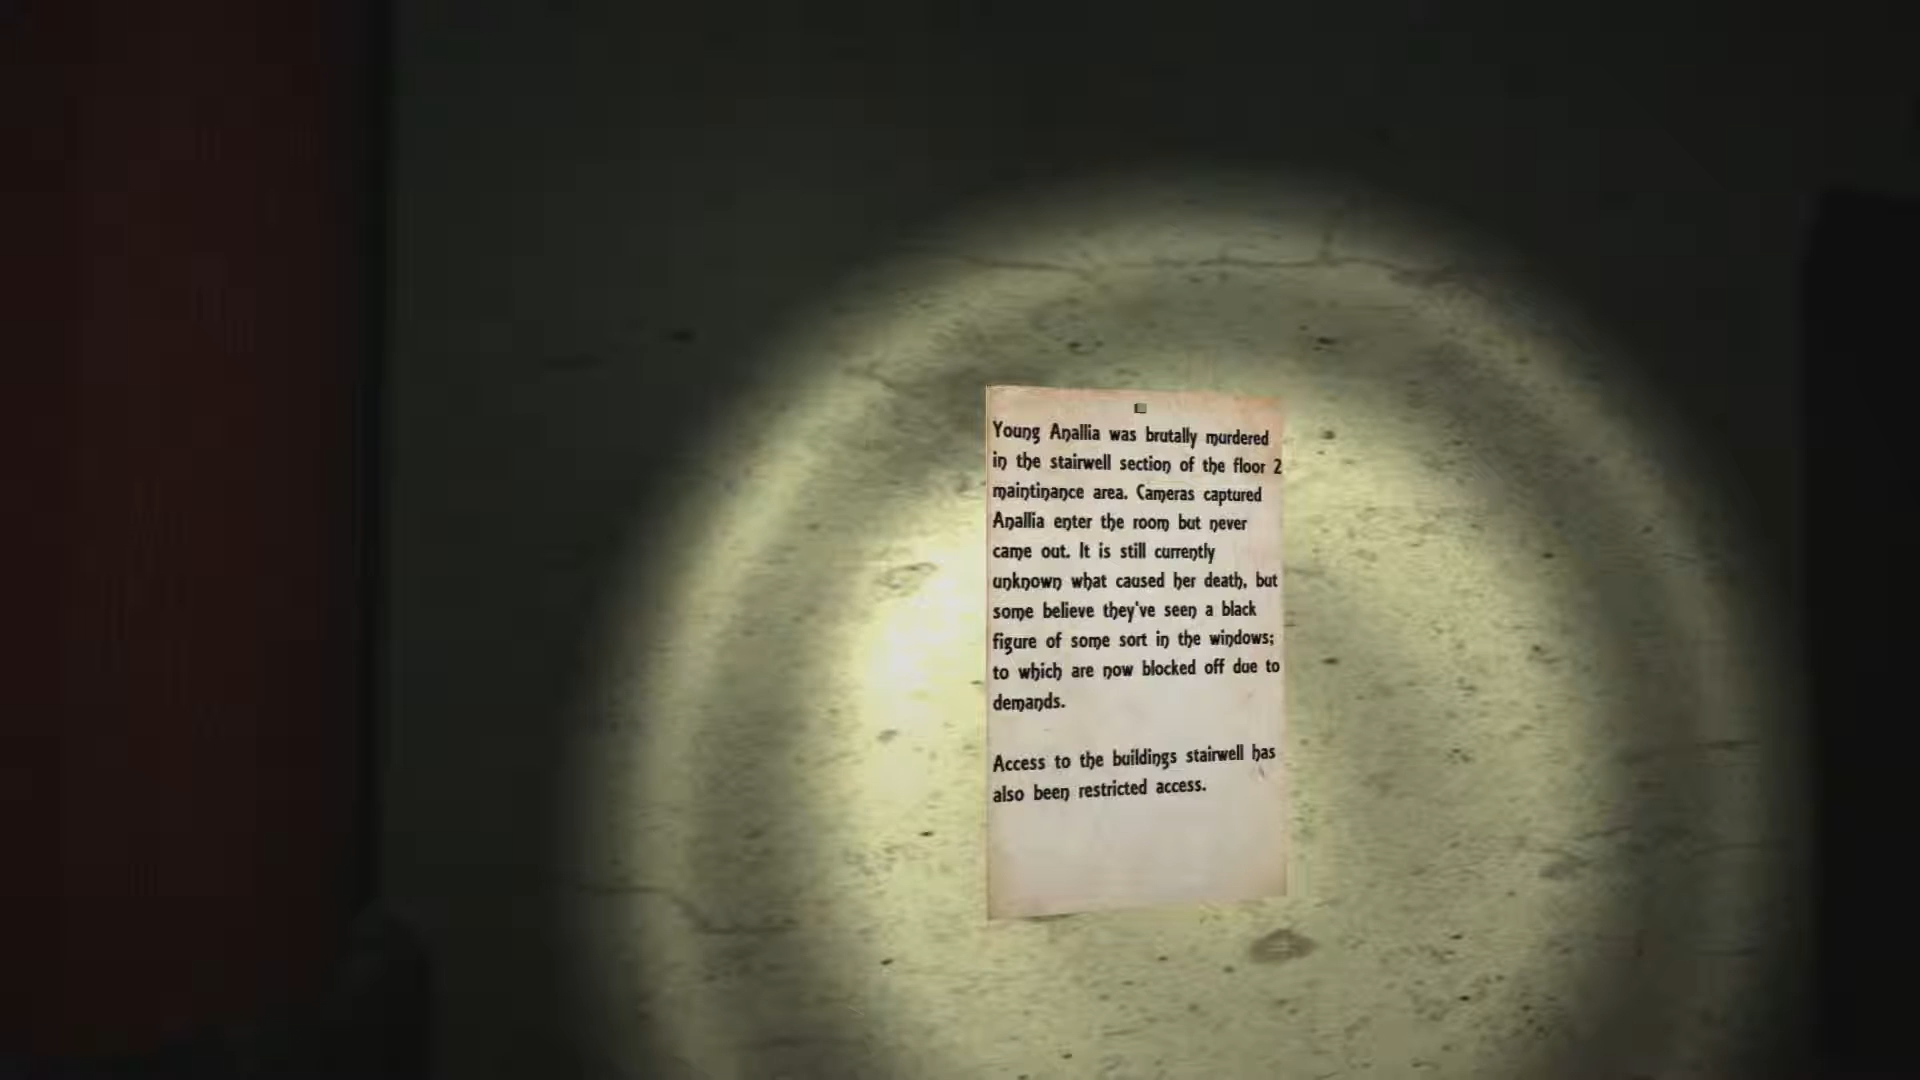 Young Anallia was brutally murdered
in the stairwell section of the floor 2
maintinance area. Cameras captured
Anallia enter the room but never
came out. It is still currently
unknown what caused her death, but
some believe they've seen a black
figure of some sort in the windows;
to which are now blocked off due to
demands.
Access to the buildings stairwell has
also been restricted access.